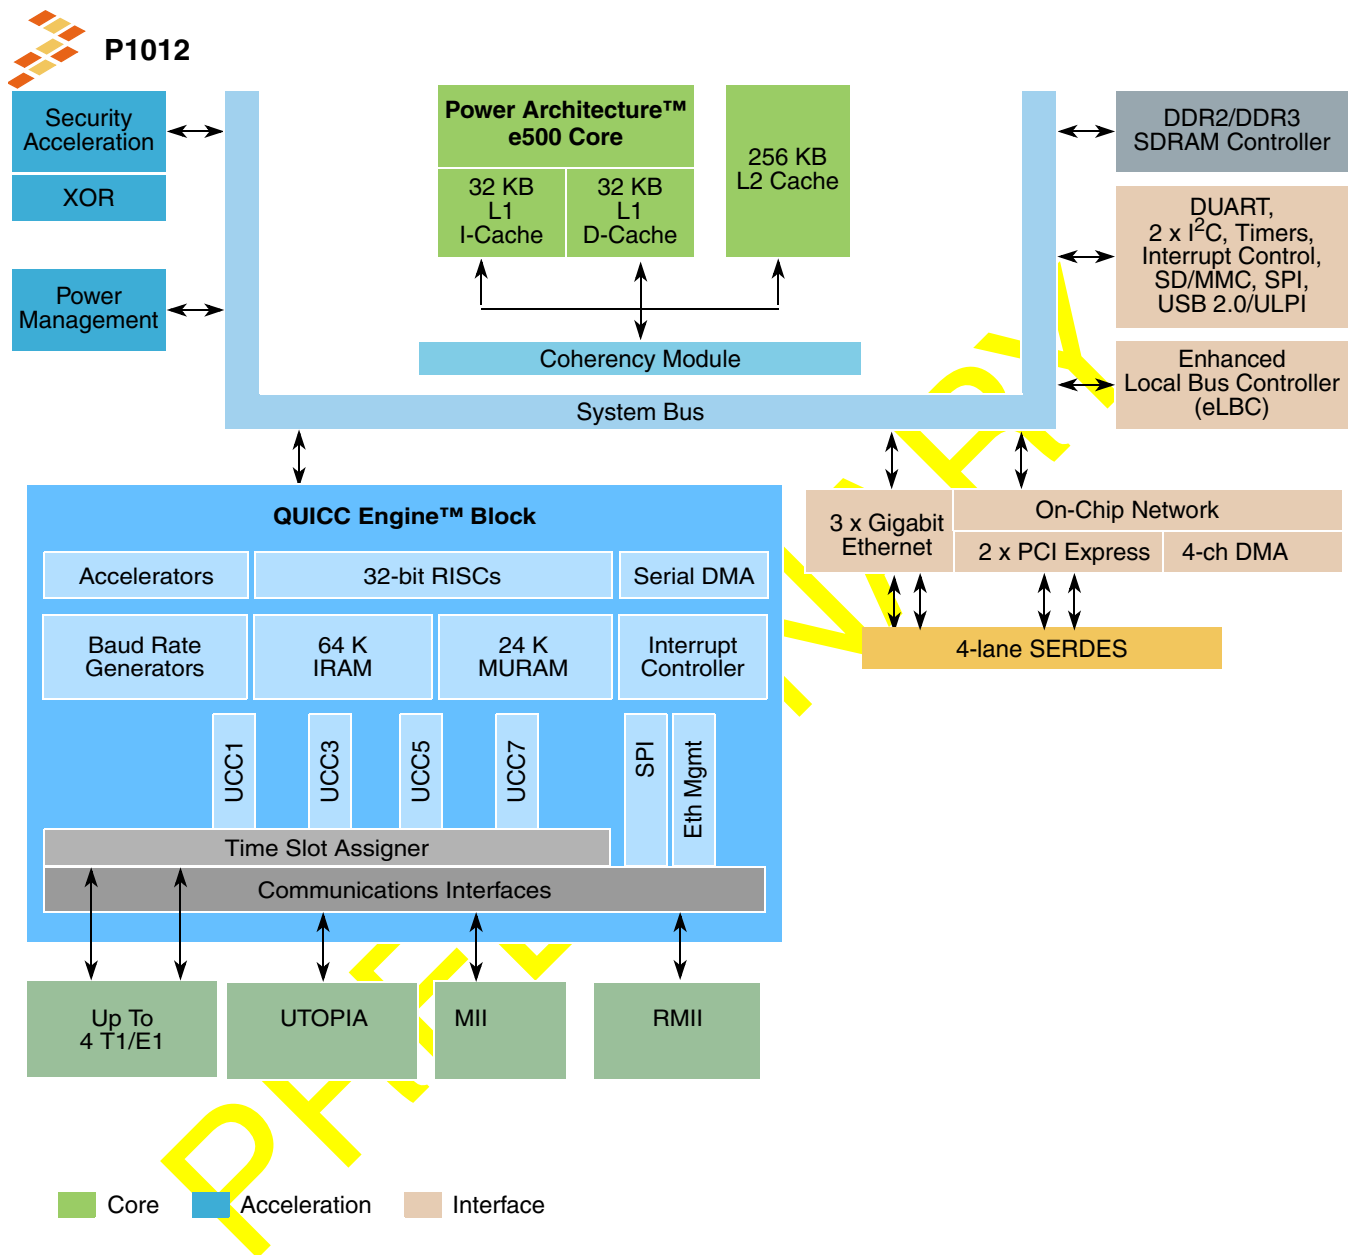 P1012
Security
Acceleration
XOR
Power
Management
Power Architecture™
e500 Core
32 KB
L1
I-Cache
32 KB
L1
D-Cache
256 KB
L2 Cache
Coherency Module
System Bus
DDR2/DDR3
SDRAM Controller
DUART,
2 x I²C, Timers,
Interrupt Control,
SD/MMC, SPI,
USB 2.0/ULPI
Enhanced
Local Bus Controller
(eLBC)
QUICC Engine™ Block
Accelerators
32-bit RISCs
Serial DMA
Baud Rate
Generators
64 K
IRAM
24 K
MURAM
Interrupt
Controller
UCC1
UCC3
UCC5
UCC7
SPI
Eth Mgmt
Time Slot Assigner
Communications Interfaces
3 x Gigabit
Ethernet
On-Chip Network
2 x PCI Express
4-ch DMA
4-lane SERDES
Up To
4 T1/E1
UTOPIA
MII
RMII
Core
Acceleration
Interface